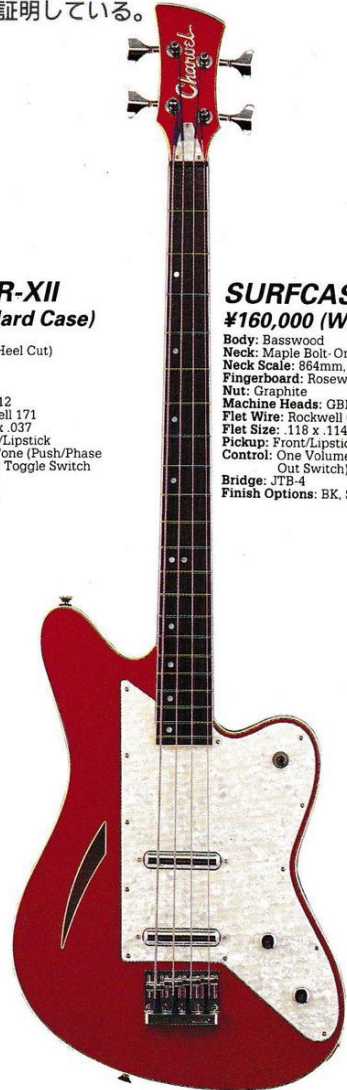 証明している。
Charvel
R-XII
ard Case)
Heel Cut)
12
ell 171
x .037
/Lipstick
one (Push/Phase
Toggle Switch
SURFCAS
¥160,000 (W
Body: Basswood
Neck: Maple Bolt-On
Neck Scale: 864mm,
Fingerboard: Rosew
Nut: Graphite
Machine Heads: GB
Flet Wire: Rockwell
Flet Size: .118 x .114
Pickup: Front/Lipstic
Control: One Volume
Out Switch)
Bridge: JTB-4
Finish Options: BK,